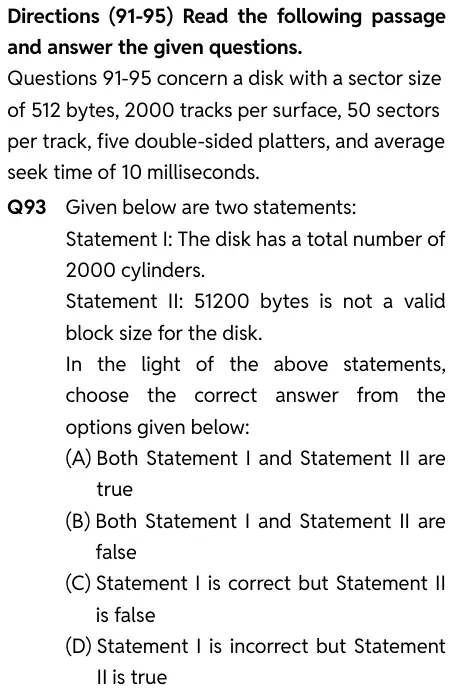 Directions (91-95) Read the following passage
and answer the given questions.
Questions 91-95 concern a disk with a sector size
of 512 bytes, 2000 tracks per surface, 50 sectors
per track, five double-sided platters, and average
seek time of 10 milliseconds.
Q93 Given below are two statements:
Statement I: The disk has a total number of
2000 cylinders.
Statement II: 51200 bytes is not a valid
block size for the disk.
In the light of the above statements,
choose the correct answer from the
options given below:
(A) Both Statement I and Statement II are
true
(B) Both Statement I and Statement II are
false
(C) Statement I is correct but Statement II
is false
(D) Statement I is incorrect but Statement
II is true